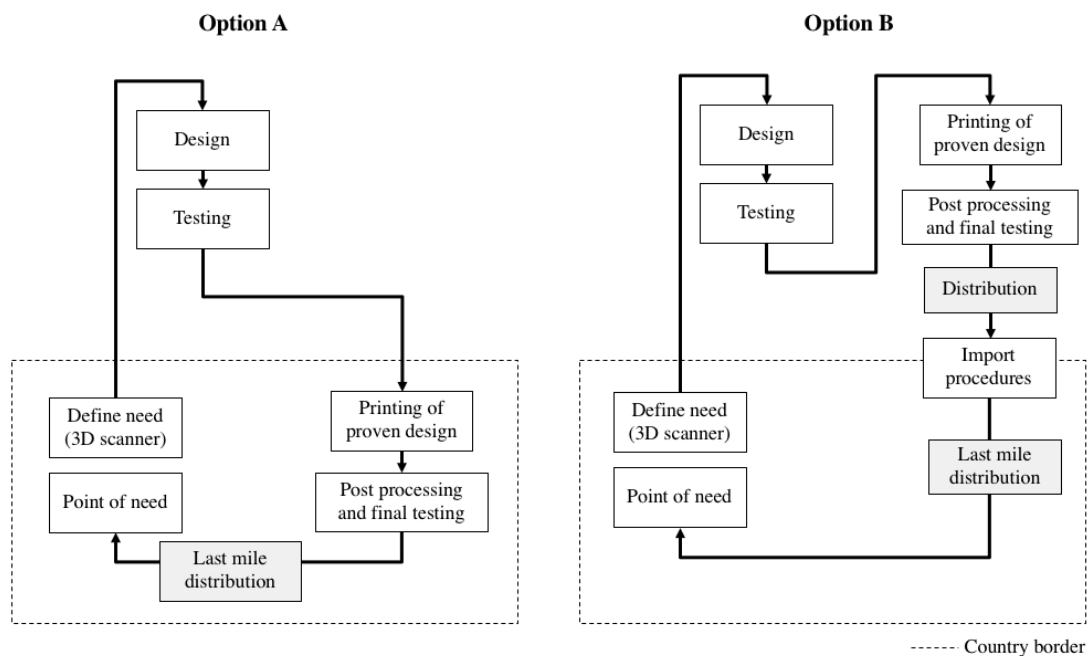 Option A
Design
Testing
Define need
(3D scanner)
Point of need
Printing of
proven design
Post processing
and final testing
Last mile
distribution
Option B
Design
Testing
Printing of
proven design
Post processing
and final testing
Distribution
Import
procedures
Define need
(3D scanner)
Last mile
distribution
Point of need
Country border